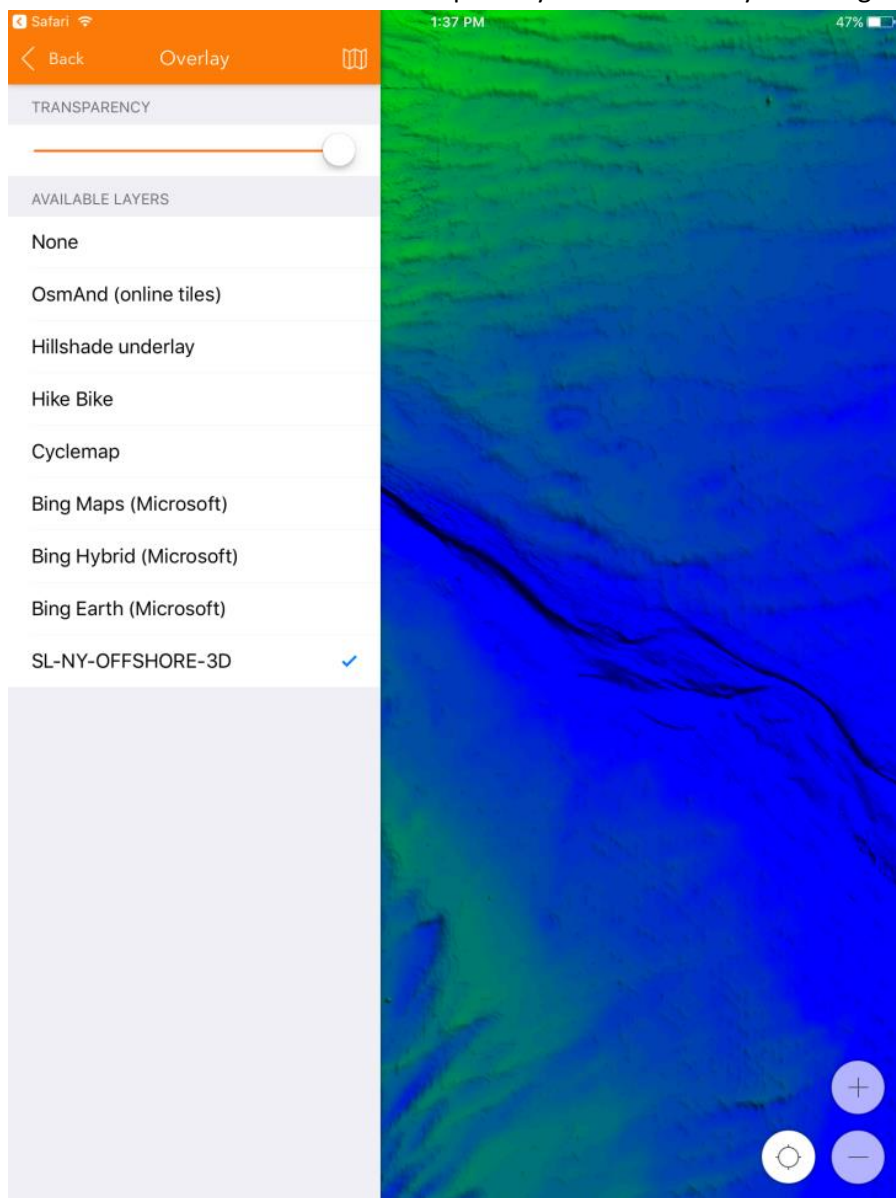 Safari
1:37 PM
47%
Back
Overlay
TRANSPARENCY
AVAILABLE LAYERS
None
OsmAnd (online tiles)
Hillshade underlay
Hike Bike
Cyclemap
Bing Maps (Microsoft)
Bing Hybrid (Microsoft)
Bing Earth (Microsoft)
SL-NY-OFFSHORE-3D